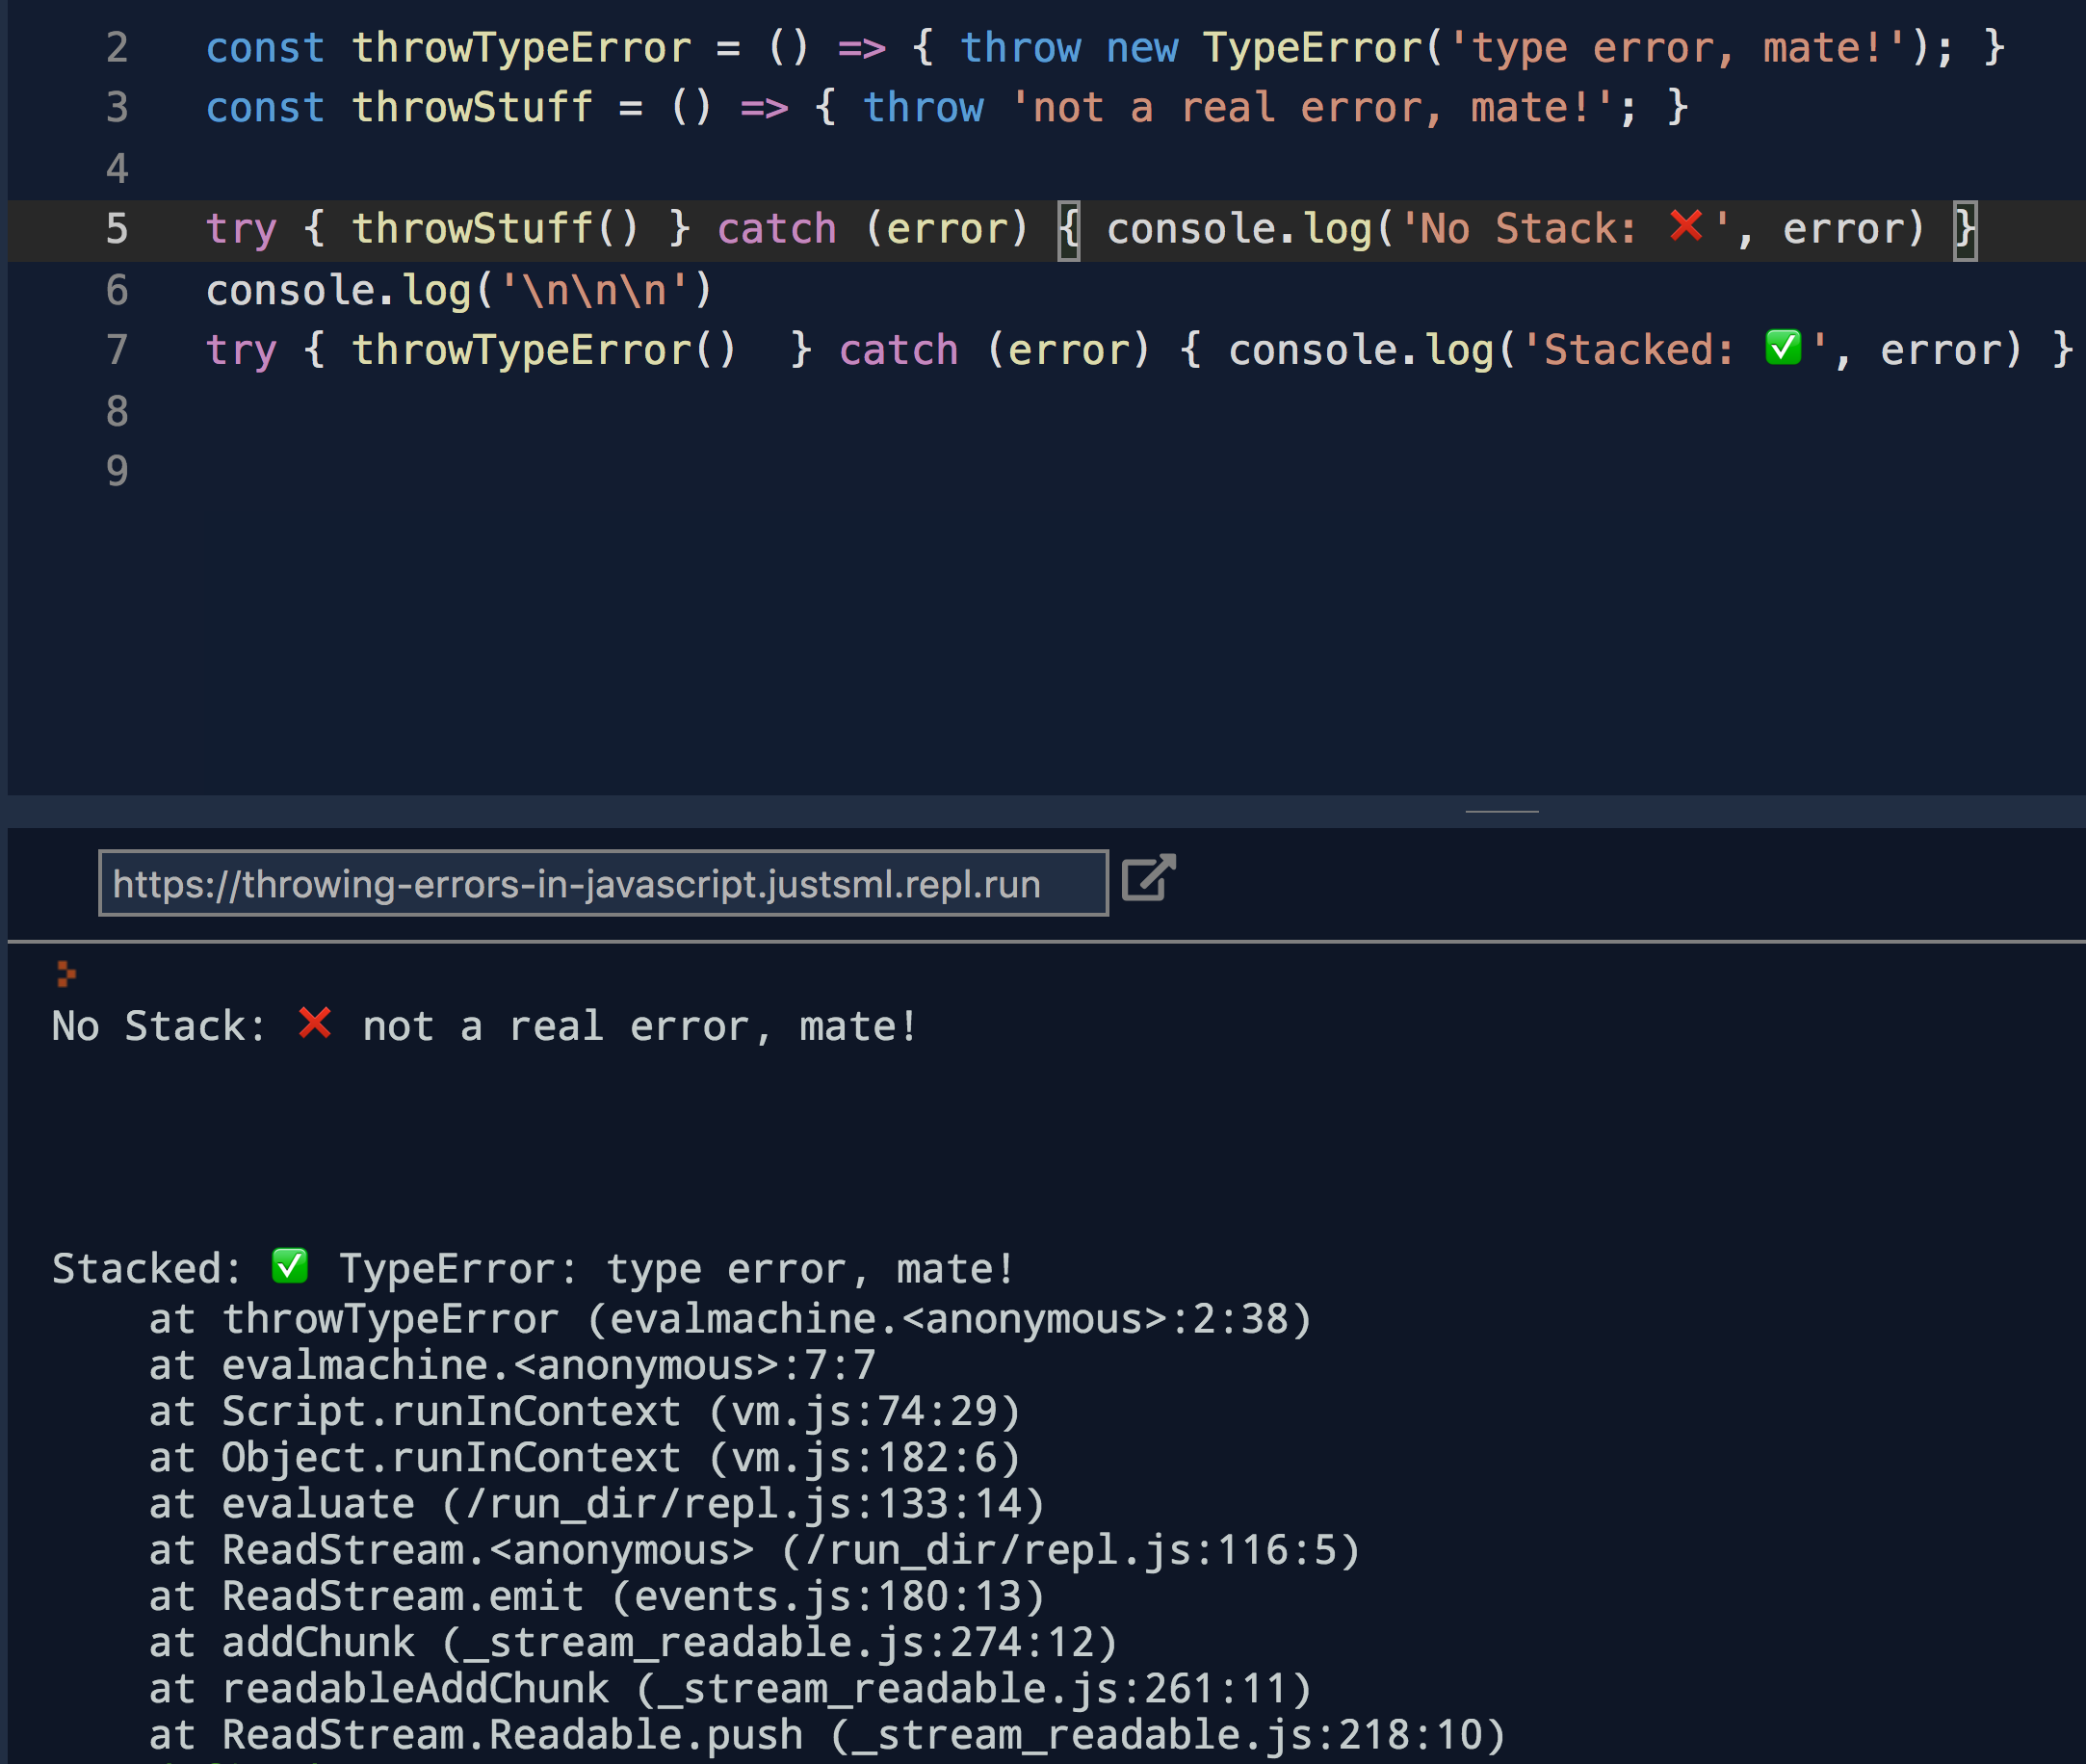 2 const throwTypeError = () => { throw new TypeError('type error, mate!'); }
3 const throwStuff = () => { throw 'not a real error, mate!'; }
4
5 try { throwStuff() } catch (error) { console.log('No Stack: ❌', error) }
6 console.log('\n\n\n')
7 try { throwTypeError()  } catch (error) { console.log('Stacked: ✅', error) }
8
9
https://throwing-errors-in-javascript.justsml.repl.run
No Stack: ❌ not a real error, mate!
Stacked: ✅ TypeError: type error, mate!
    at throwTypeError (evalmachine.<anonymous>:2:38)
    at evalmachine.<anonymous>:7:7
    at Script.runInContext (vm.js:74:29)
    at Object.runInContext (vm.js:182:6)
    at evaluate (/run_dir/repl.js:133:14)
    at ReadStream.<anonymous> (/run_dir/repl.js:116:5)
    at ReadStream.emit (events.js:180:13)
    at addChunk (_stream_readable.js:274:12)
    at readableAddChunk (_stream_readable.js:261:11)
    at ReadStream.Readable.push (_stream_readable.js:218:10)